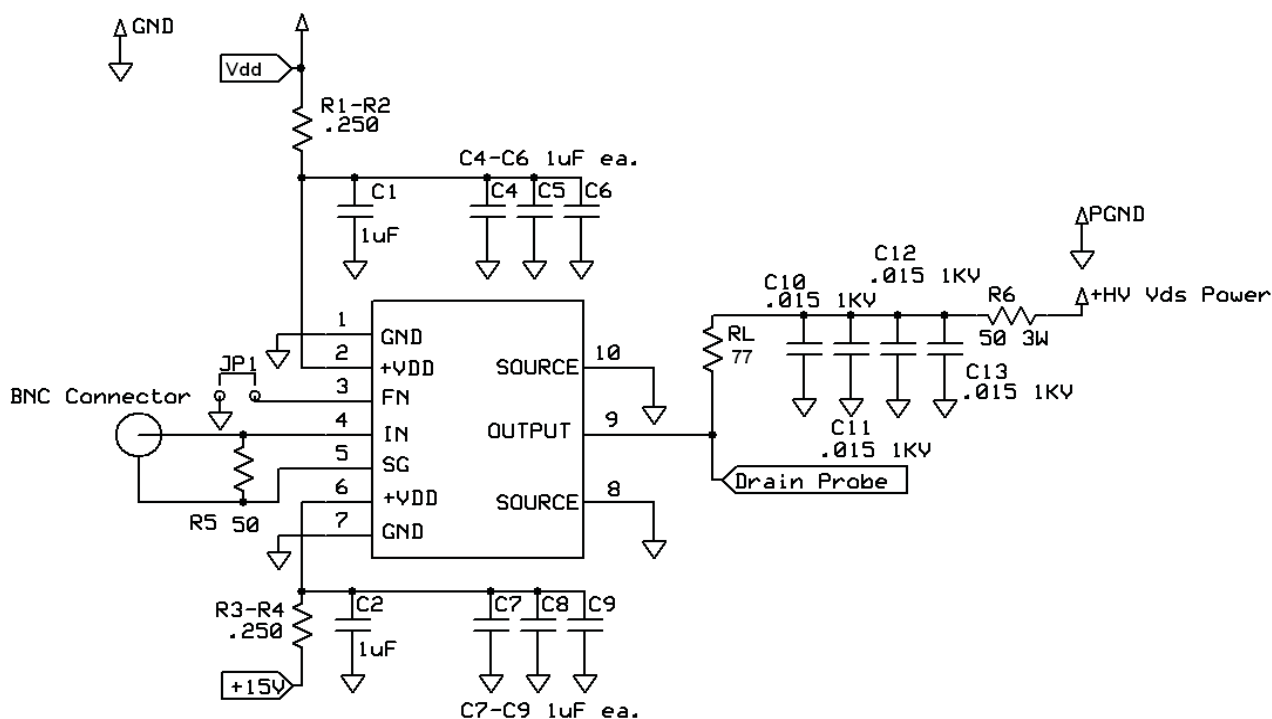 GND
Vdd
R1-R2
.250
C4-C6 1uF ea.
C1
1uF
C4
C5
C6
PGND
C12
.015 1KV
C10
.015 1KV
R6
50 3W
+HV Vds Power
RL
77
C13
.015 1KV
C11
.015 1KV
1
GND
2
+VDD
JP1
3
FN
BNC Connector
4
IN
5
SG
6
+VDD
7
GND
R5 50
SOURCE
10
OUTPUT
9
SOURCE
8
Drain Probe
R3-R4
.250
C2
1uF
C7
C8
C9
+15V
C7-C9 1uF ea.